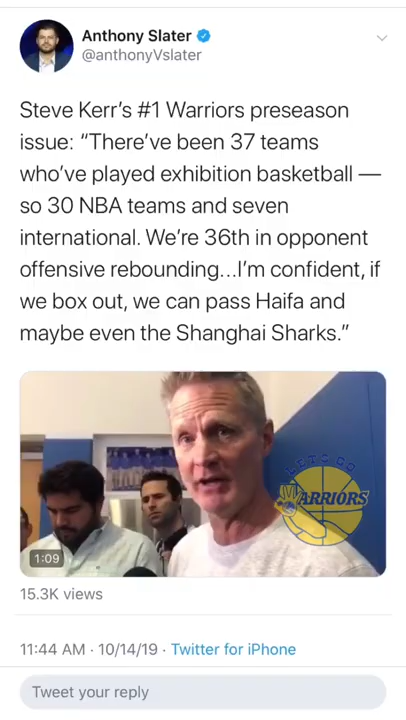 Anthony Slater
@anthonyVslater
Steve Kerr's #1 Warriors preseason
issue: “There've been 37 teams
who've played exhibition basketball —
so 30 NBA teams and seven
international. We're 36th in opponent
offensive rebounding...I'm confident, if
we box out, we can pass Haifa and
maybe even the Shanghai Sharks.”
LET'S GO
WARRIORS
1:09
15.3K views
11:44 AM · 10/14/19 · Twitter for iPhone
Tweet your reply